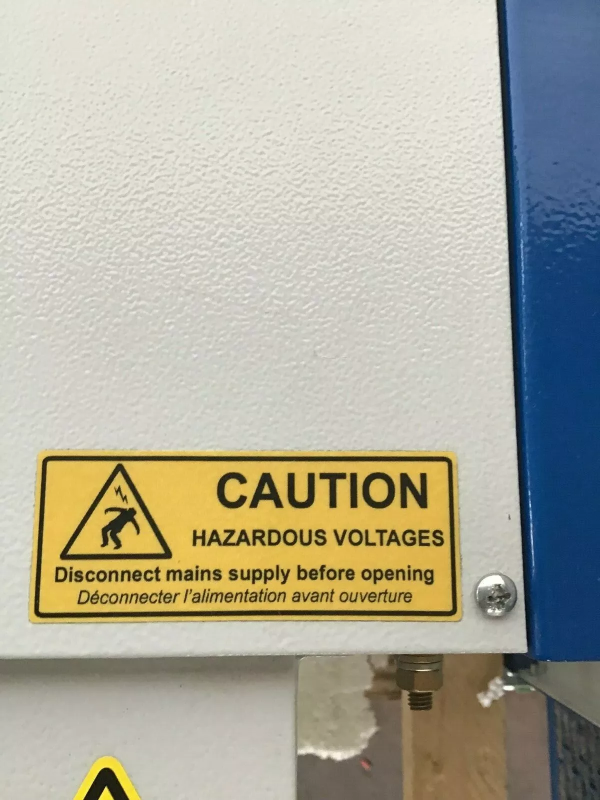 CAUTION
HAZARDOUS VOLTAGES
Disconnect mains supply before opening
Déconnecter l'alimentation avant ouverture